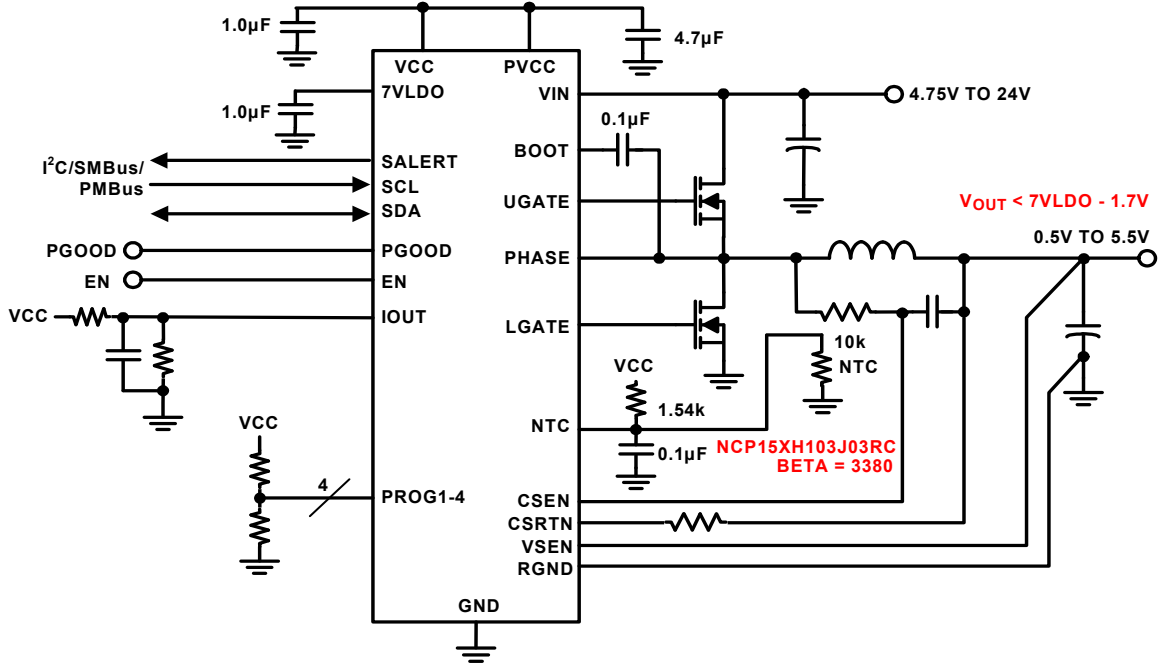 1.0µF
4.7µF
VCC
PVCC
7VLDO
VIN
4.75V TO 24V
1.0µF
0.1µF
BOOT
I²C/SMBus/
PMBus
SALERT
SCL
SDA
UGATE
VOUT < 7VLDO - 1.7V
0.5V TO 5.5V
PGOOD
PGOOD
PHASE
EN
EN
VCC
IOUT
LGATE
10k
NTC
VCC
1.54k
NTC
0.1µF
NCP15XH103J03RC
BETA = 3380
VCC
4
PROG1-4
CSEN
CSRTN
VSEN
RGND
GND